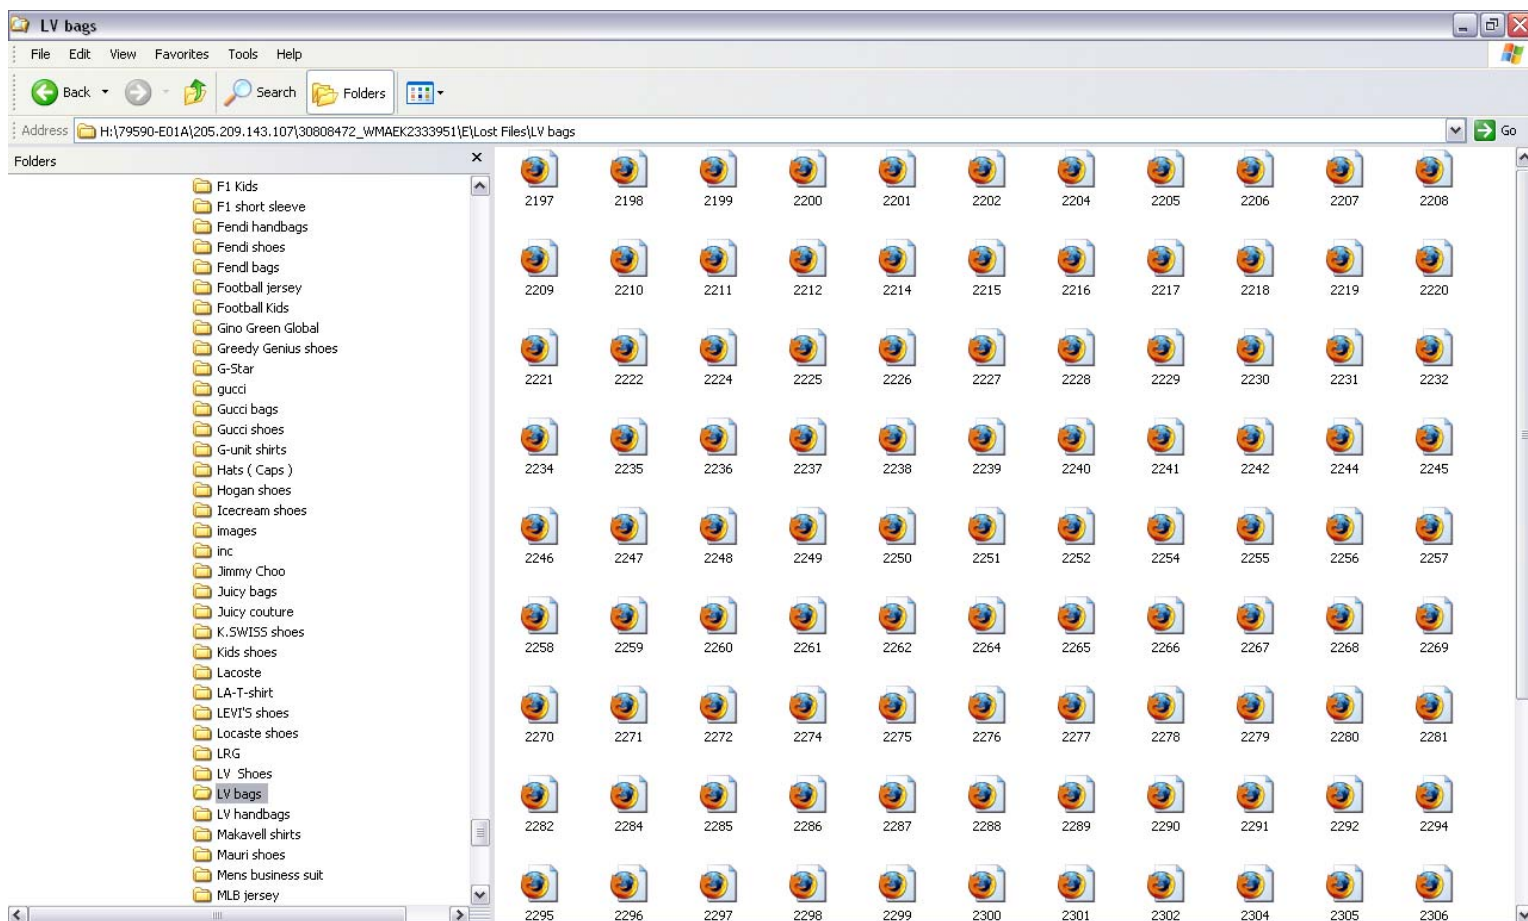 LV bags
File Edit View Favorites Tools Help
Back Search Folders
Address H:\79590-E01A\205.209.143.107\30808472_WMAEK2333951\E\Lost Files\LV bags Go
Folders
F1 Kids
F1 short sleeve
Fendi handbags
Fendi shoes
Fendl bags
Football jersey
Football Kids
Gino Green Global
Greedy Genius shoes
G-Star
gucci
Gucci bags
Gucci shoes
G-unit shirts
Hats ( Caps )
Hogan shoes
Icecream shoes
images
inc
Jimmy Choo
Juicy bags
Juicy couture
K.SWISS shoes
Kids shoes
Lacoste
LA-T-shirt
LEVI'S shoes
Locaste shoes
LRG
LV Shoes
LV bags
LV handbags
Makavell shirts
Mauri shoes
Mens business suit
MLB jersey
2197 2198 2199 2200 2201 2202 2204 2205 2206 2207 2208
2209 2210 2211 2212 2214 2215 2216 2217 2218 2219 2220
2221 2222 2224 2225 2226 2227 2228 2229 2230 2231 2232
2234 2235 2236 2237 2238 2239 2240 2241 2242 2244 2245
2246 2247 2248 2249 2250 2251 2252 2254 2255 2256 2257
2258 2259 2260 2261 2262 2264 2265 2266 2267 2268 2269
2270 2271 2272 2274 2275 2276 2277 2278 2279 2280 2281
2282 2284 2285 2286 2287 2288 2289 2290 2291 2292 2294
2295 2296 2297 2298 2299 2300 2301 2302 2304 2305 2306